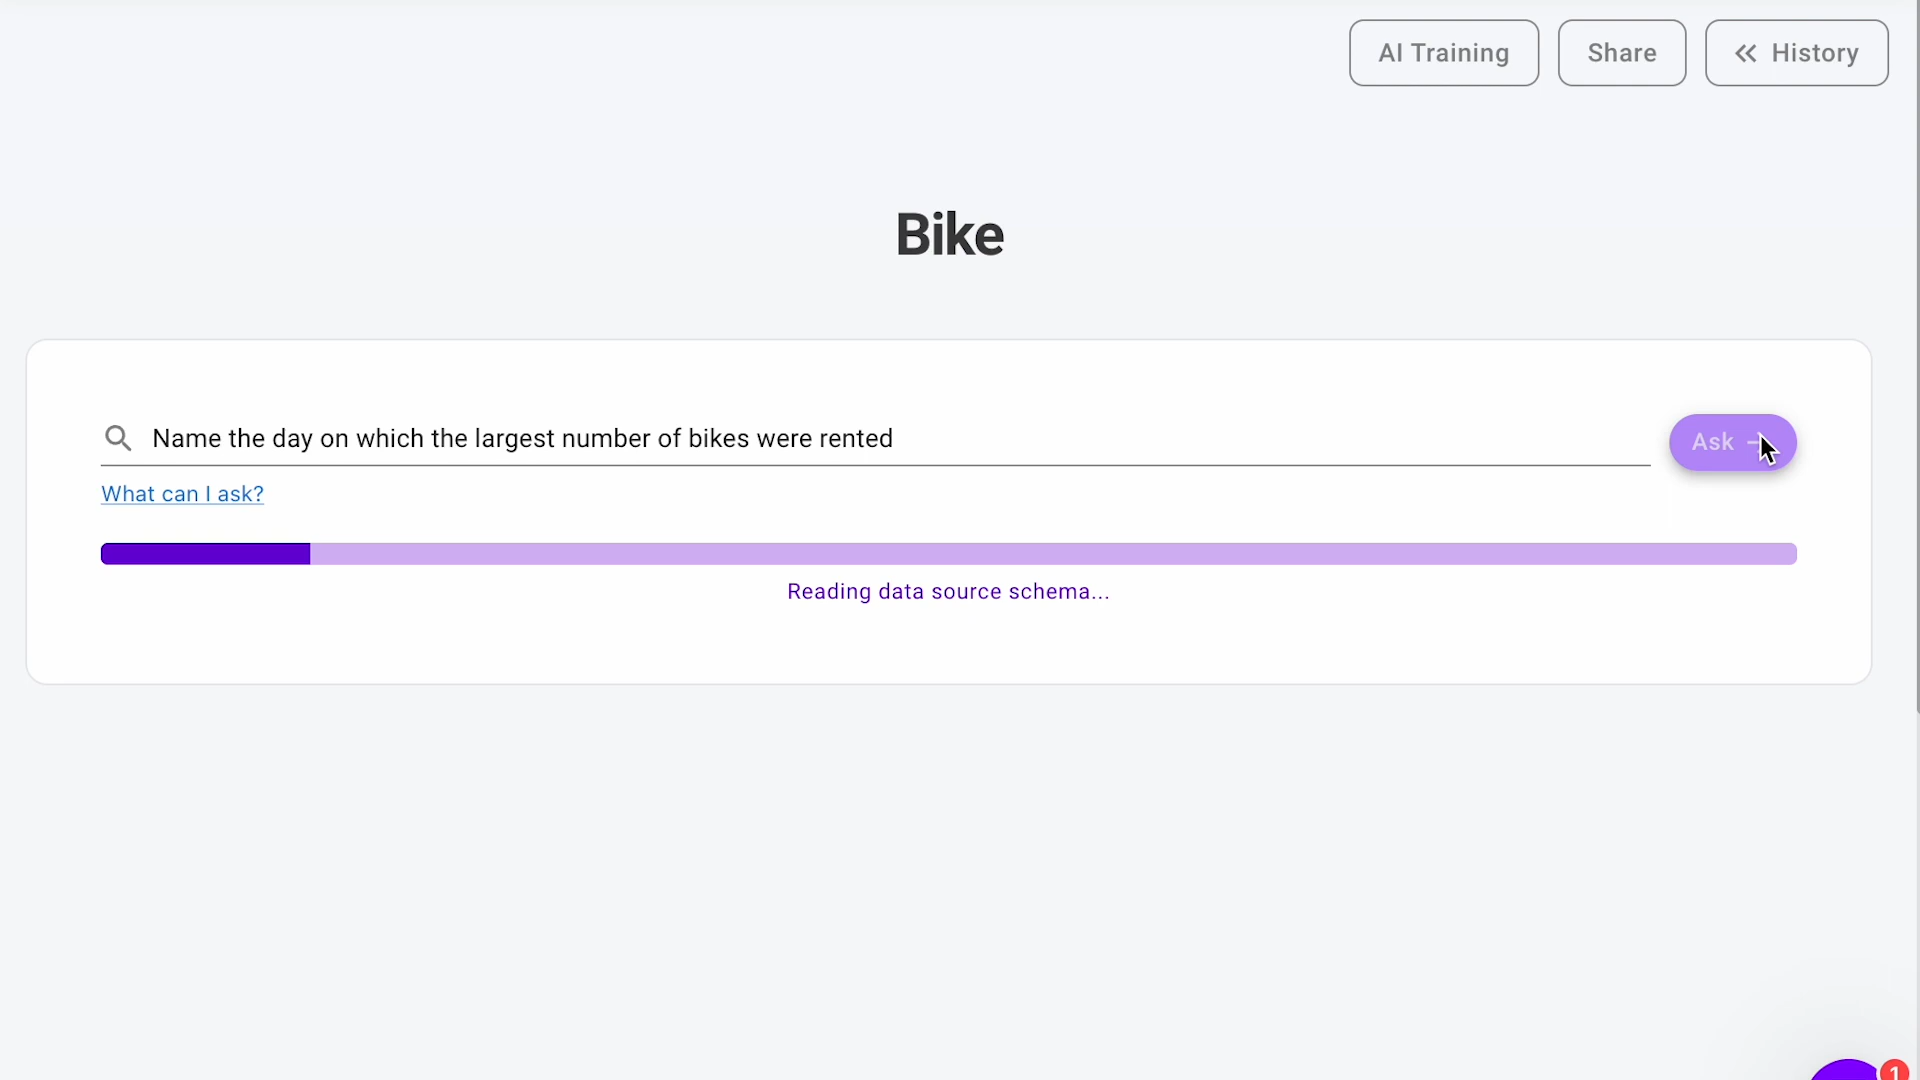 AI Training
Share
History
Bike
Name the day on which the largest number of bikes were rented
Ask
What can I ask?
Reading data source schema...
1